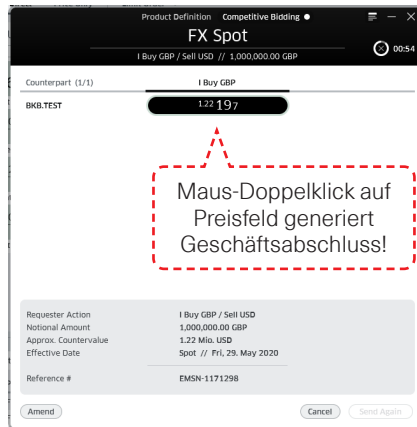 Product Definition Competitive Bidding
FX Spot
I Buy GBP / Sell USD // 1,000,000.00 GBP
00:54
Counterpart (1/1) I Buy GBP
BKB.TEST 1.22 197
Maus-Doppelklick auf
Preisfeld generiert
Geschäftsabschluss!
Requester Action I Buy GBP / Sell USD
Notional Amount 1,000,000.00 GBP
Approx. Countervalue 1.22 Mio. USD
Effective Date Spot // Fri, 29. May 2020
Reference # EMSN-1171298
Amend Cancel Send Again